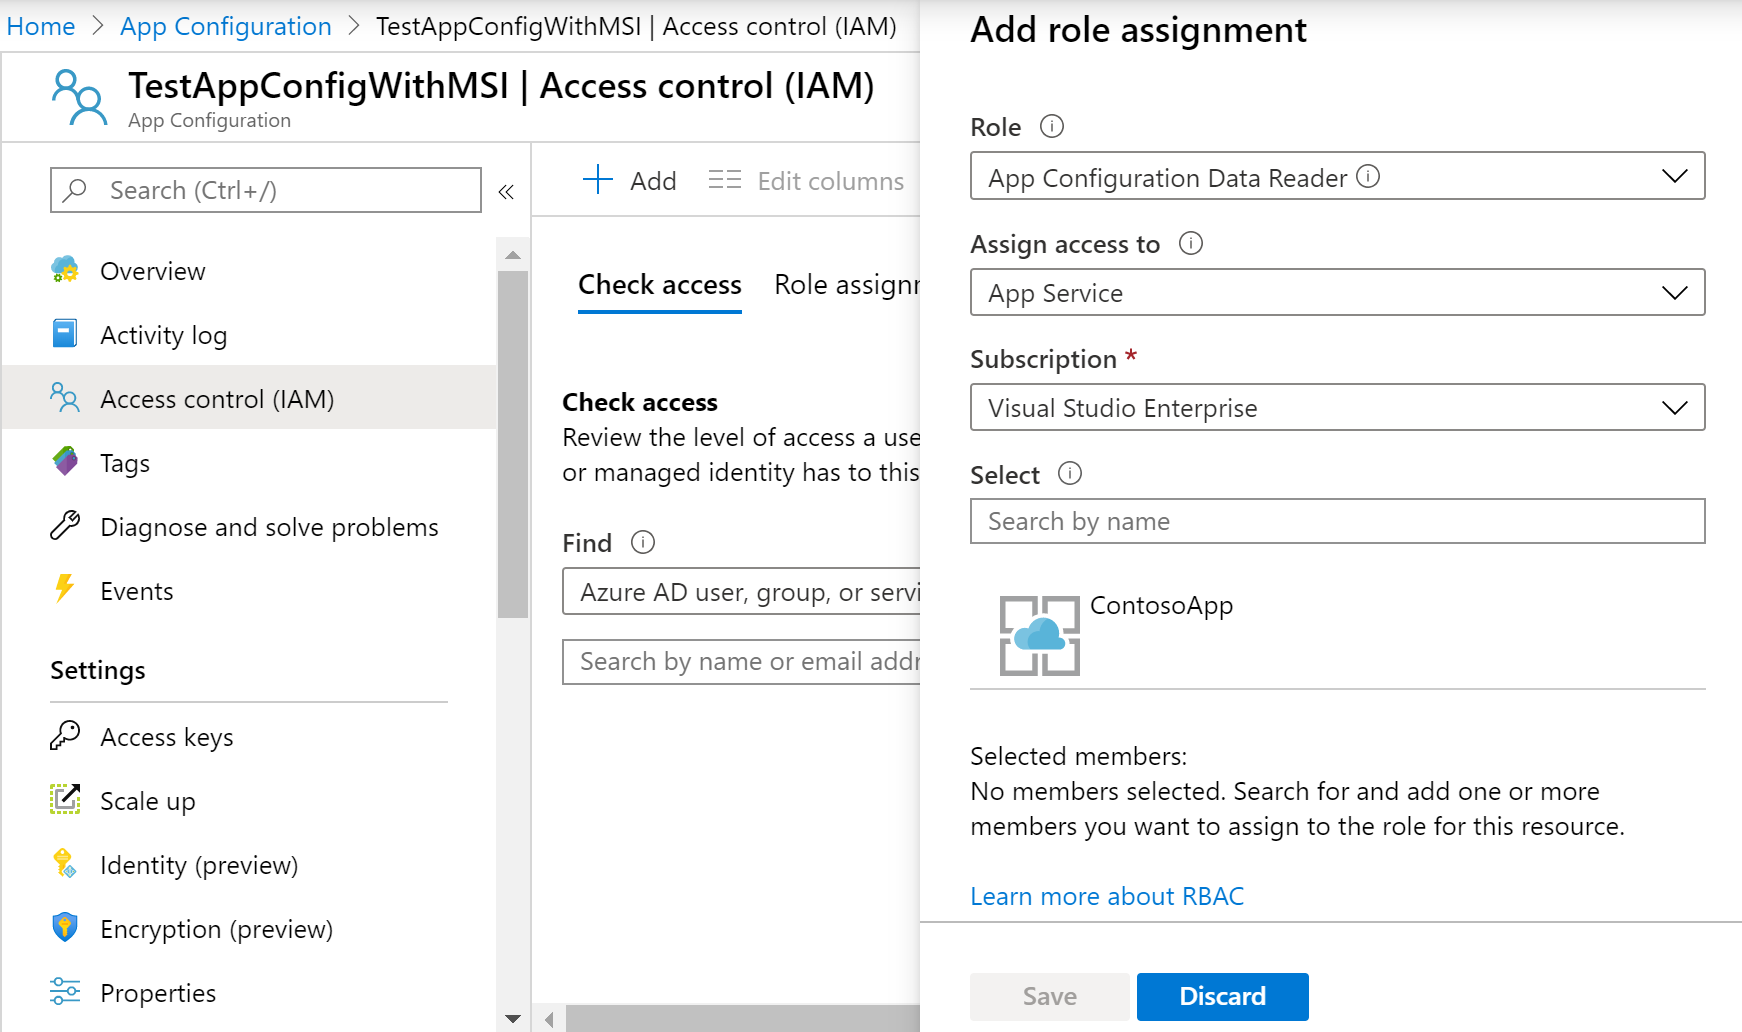 Home > App Configuration > TestAppConfigWithMSI | Access control (IAM)
TestAppConfigWithMSI | Access control (IAM)
App Configuration
Search (Ctrl+/)
Overview
Activity log
Access control (IAM)
Tags
Diagnose and solve problems
Events
Settings
Access keys
Scale up
Identity (preview)
Encryption (preview)
Properties
Add
Edit columns
Check access
Role assignm
Check access
Review the level of access a use
or managed identity has to this
Find
Azure AD user, group, or servi
Search by name or email addr
Add role assignment
Role
App Configuration Data Reader
Assign access to
App Service
Subscription *
Visual Studio Enterprise
Select
Search by name
ContosoApp
Selected members:
No members selected. Search for and add one or more
members you want to assign to the role for this resource.
Learn more about RBAC
Save
Discard